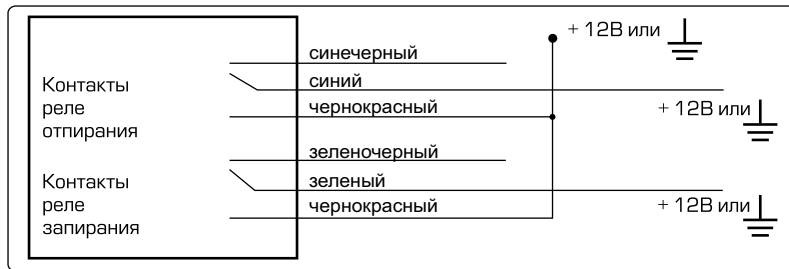 + 12В или
синечерный
синий
Контакты
реле
отпирания
чернокрасный
+ 12В или
зеленочерный
Контакты
реле
запирания
зеленый
чернокрасный
+ 12В или